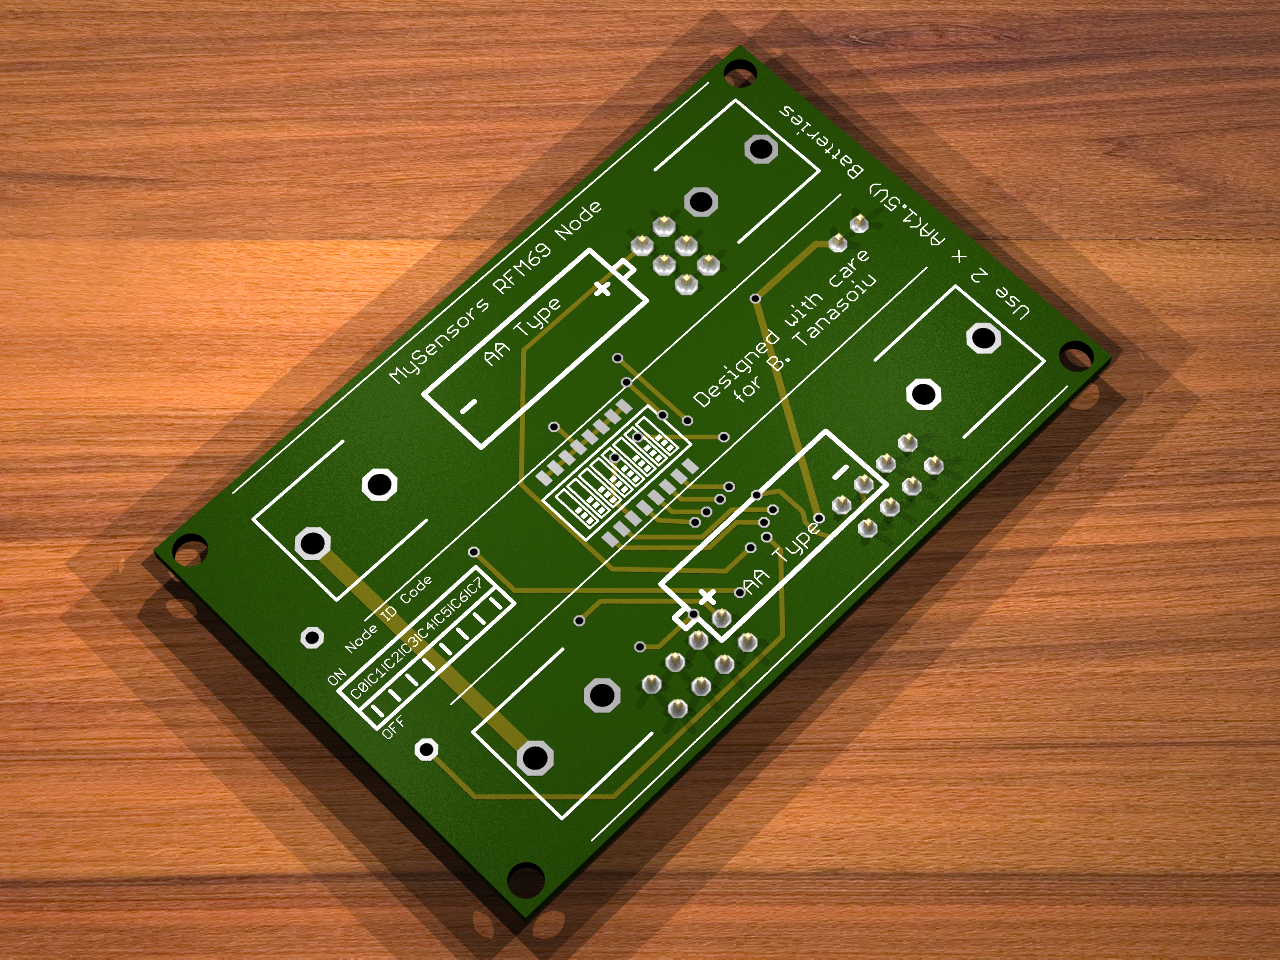 Use 2 x AA(1.5V) Batteries
MySensors RFM69 Node
AA Type
+
-
Designed with care
for B. Tanasoiu
-
AA Type
+
Node ID Code
ON
C0|C1|C2|C3|C4|C5|C6|C7
OFF